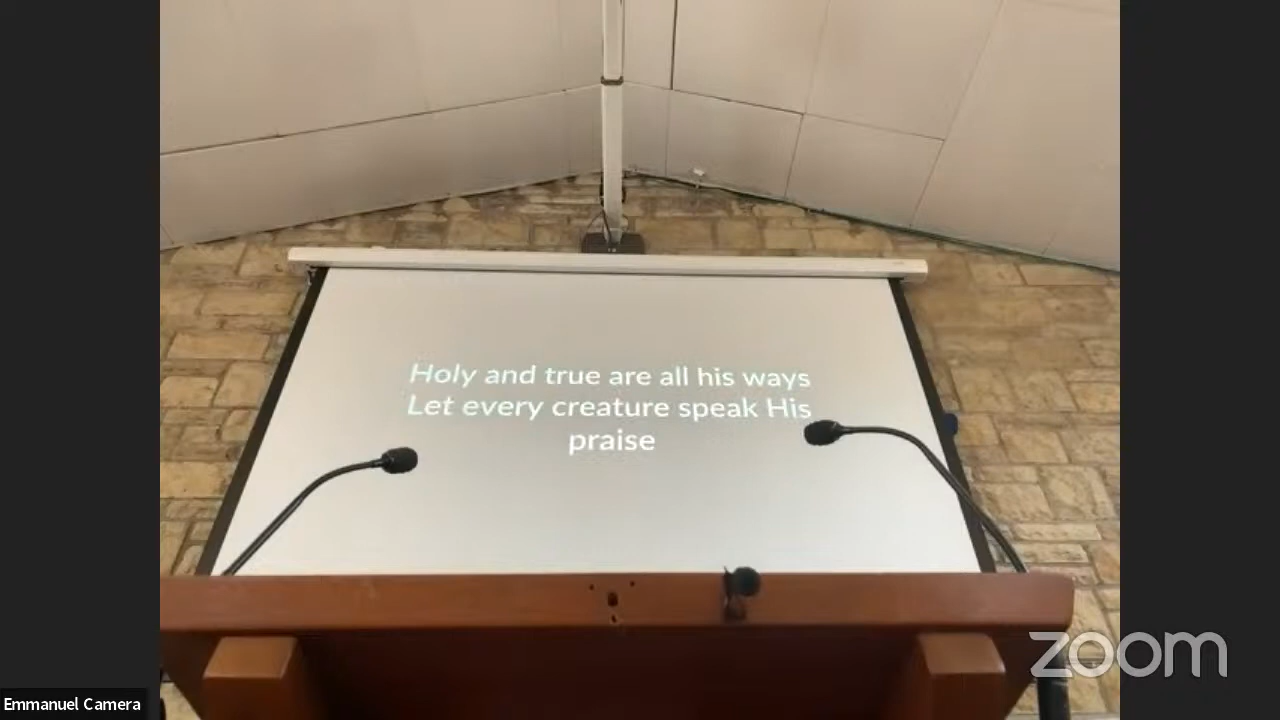 Holy and true are all his ways
Let every creature speak His
praise
zoom
Emmanuel Camera